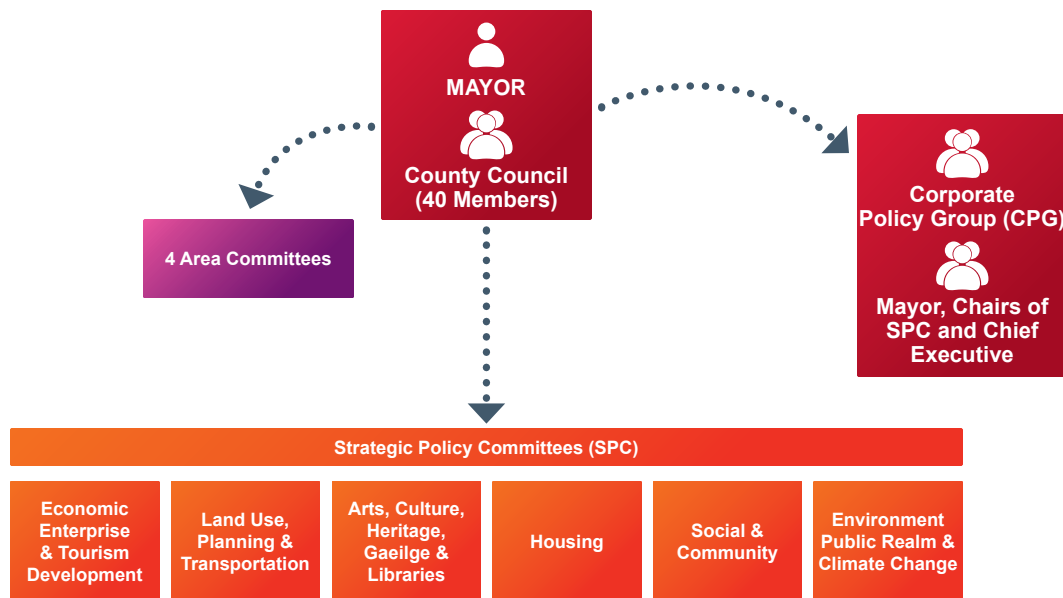 MAYOR
County Council
(40 Members)
4 Area Committees
Corporate
Policy Group (CPG)
Mayor, Chairs of
SPC and Chief
Executive
Strategic Policy Committees (SPC)
Economic
Enterprise
& Tourism
Development
Land Use,
Planning &
Transportation
Arts, Culture,
Heritage,
Gaeilge &
Libraries
Housing
Social &
Community
Environment
Public Realm &
Climate Change